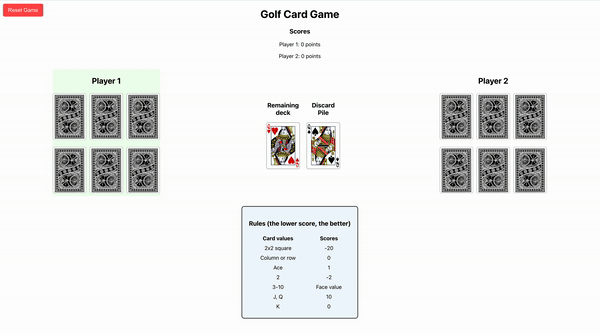 Reset Game
Golf Card Game
Scores
Player 1: 0 points
Player 2: 0 points
Player 1
Player 2
Remaining
deck
Discard
Pile
Rules (the lower score, the better)
Card values Scores
2x2 square -20
Column or row 0
Ace 1
2 -2
3-10 Face value
J, Q 10
K 0